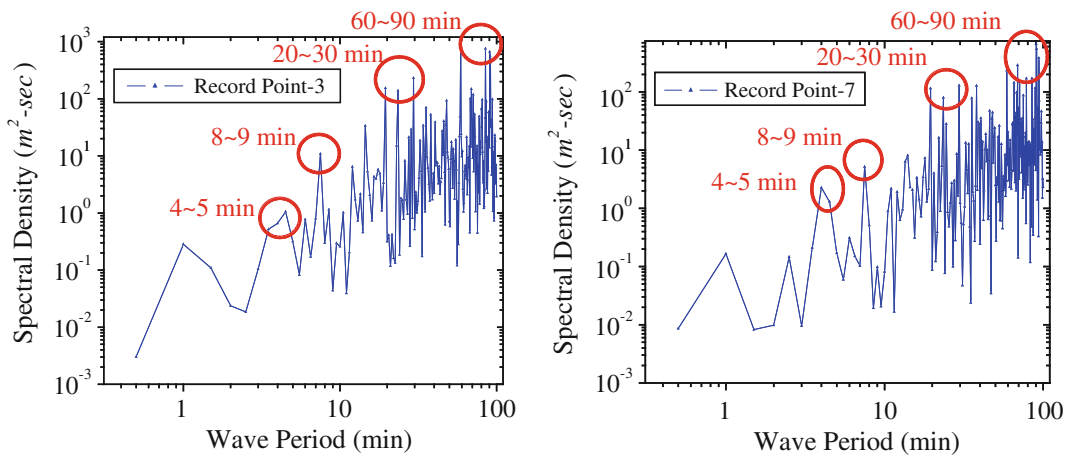 60~90 min
20~30 min
8~9 min
4~5 min
Record Point-3
Spectral Density (m²-sec)
10³
10²
10¹
10⁰
10⁻¹
10⁻²
10⁻³
1
10
100
Wave Period (min)
60~90 min
20~30 min
8~9 min
4~5 min
Record Point-7
Spectral Density (m²-sec)
10²
10¹
10⁰
10⁻¹
10⁻²
10⁻³
1
10
100
Wave Period (min)